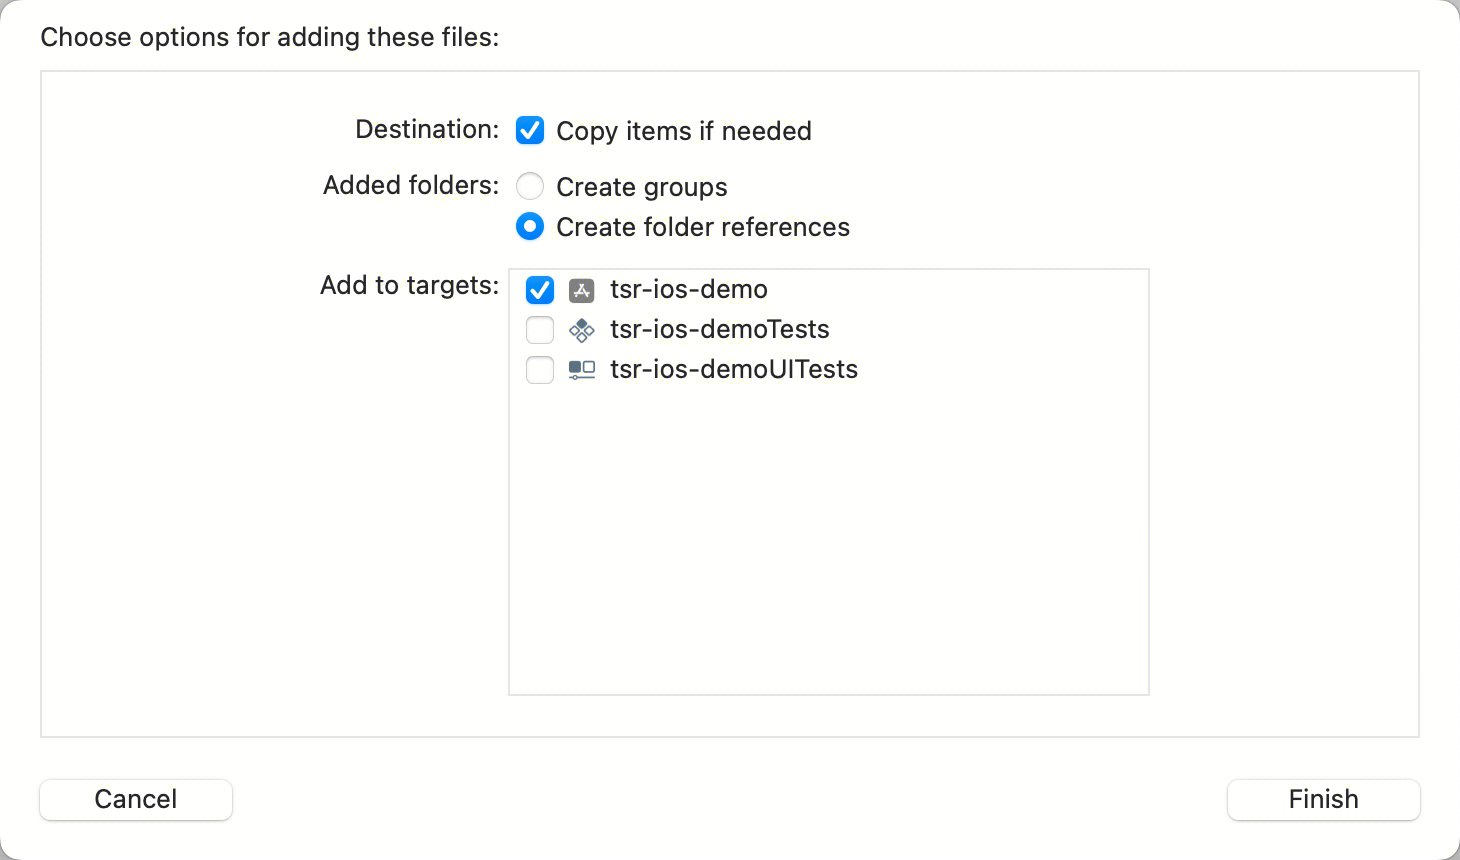 Choose options for adding these files:
Destination: Copy items if needed
Added folders: Create groups
Create folder references
Add to targets: tsr-ios-demo
tsr-ios-demoTests
tsr-ios-demoUITests
Cancel Finish